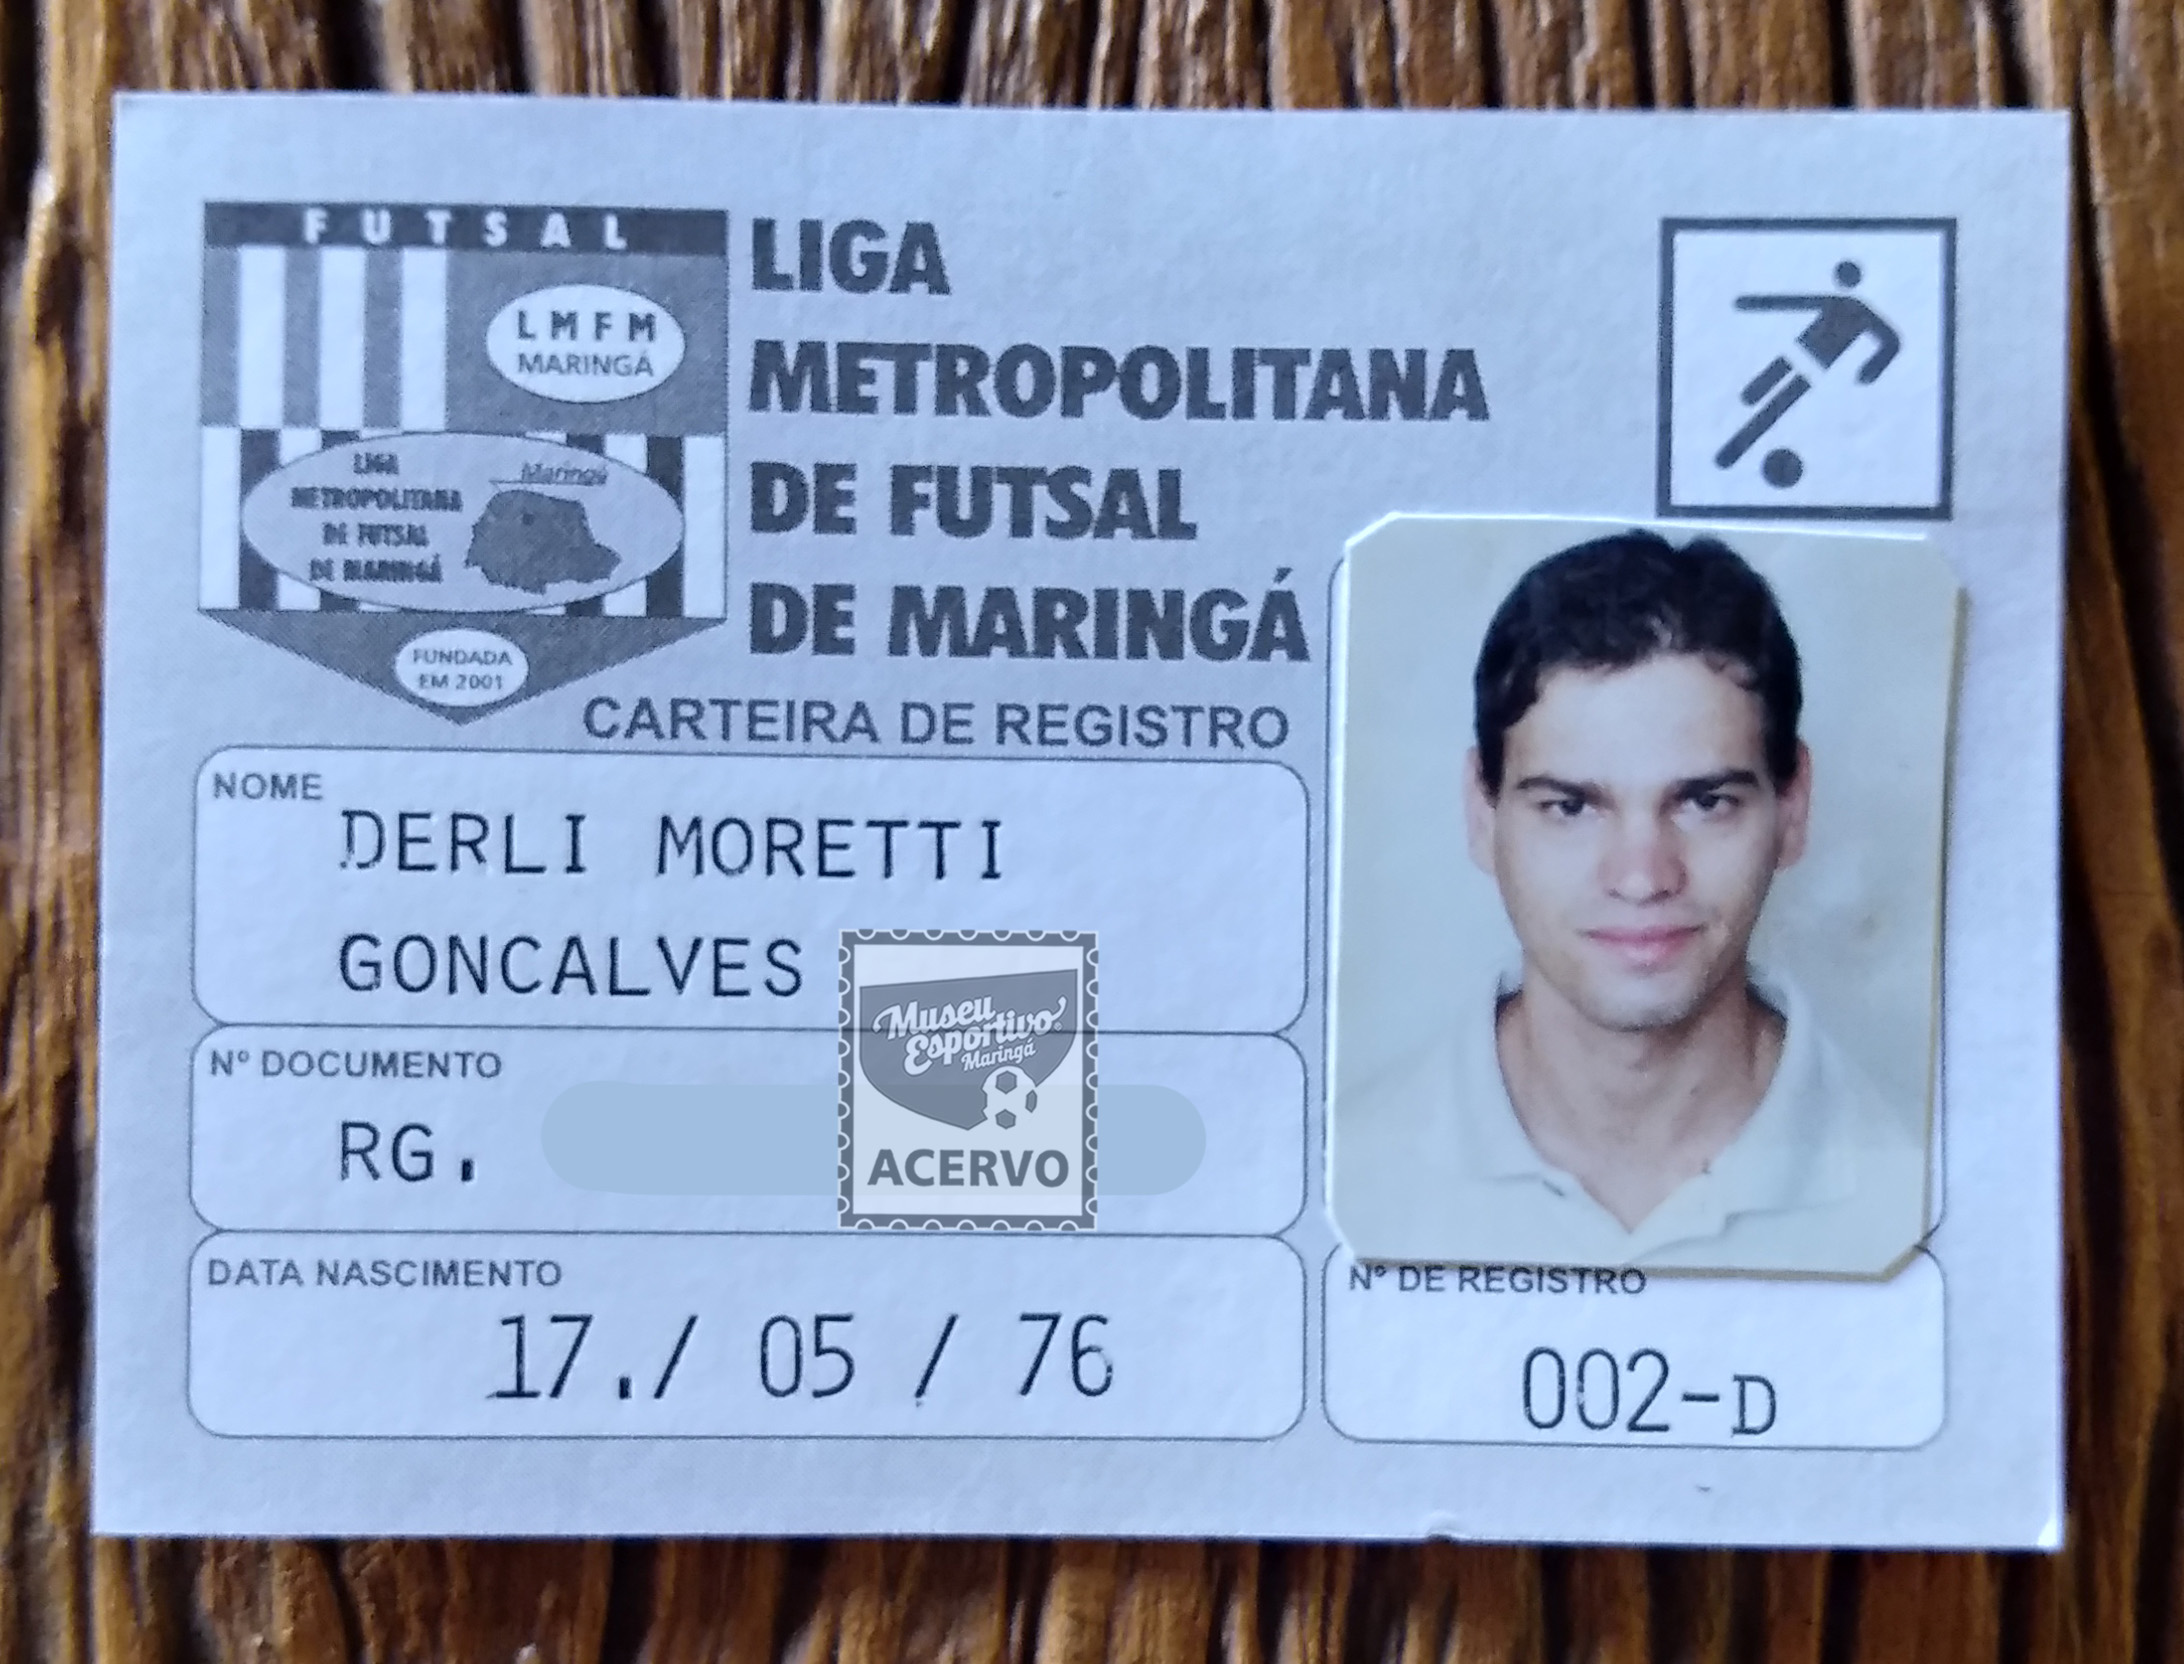 FUTSAL
LMFM
MARINGÁ
LIGA
METROPOLITANA
DE FUTSAL
DE MARINGÁ
Maringá
FUNDADA
EM 2001
LIGA
METROPOLITANA
DE FUTSAL
DE MARINGÁ
CARTEIRA DE REGISTRO
NOME
DERLI MORETTI
GONCALVES
Nº DOCUMENTO
RG.
Museu
Esportivo
Maringá
ACERVO
DATA NASCIMENTO
17./ 05 / 76
Nº DE REGISTRO
002-D